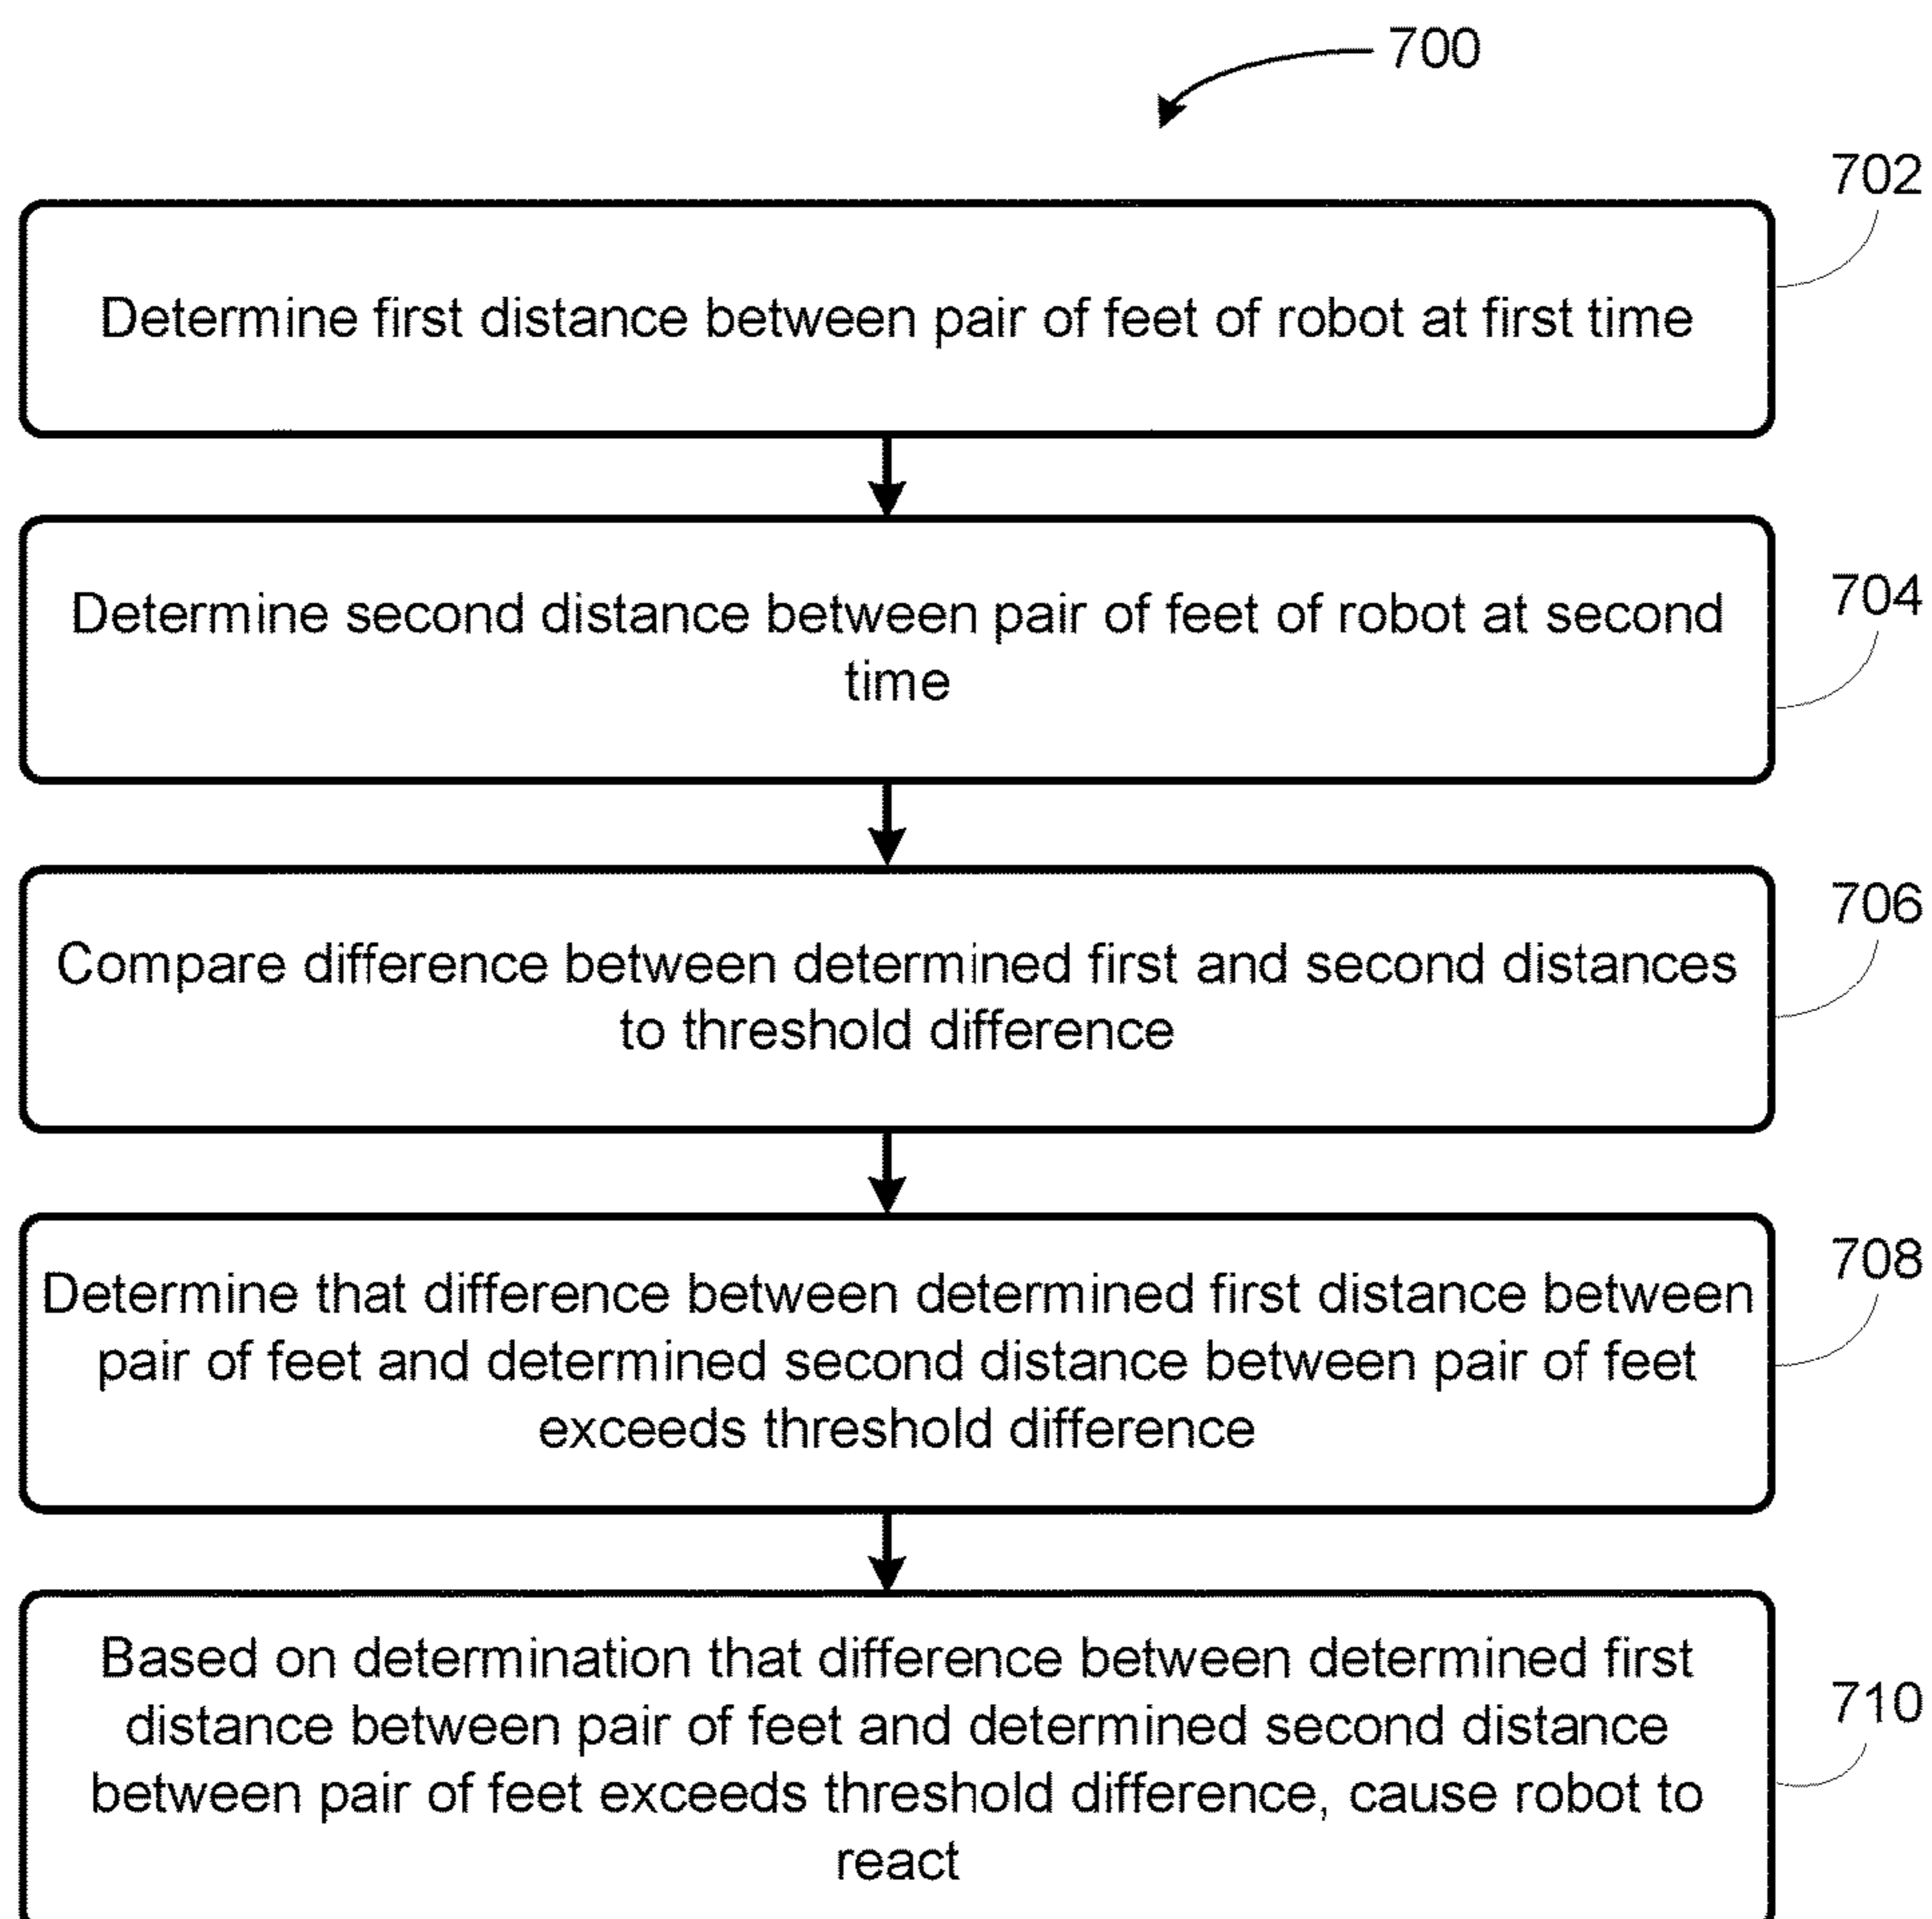 700
702
Determine first distance between pair of feet of robot at first time
704
Determine second distance between pair of feet of robot at second
time
706
Compare difference between determined first and second distances
to threshold difference
708
Determine that difference between determined first distance between
pair of feet and determined second distance between pair of feet
exceeds threshold difference
710
Based on determination that difference between determined first
distance between pair of feet and determined second distance
between pair of feet exceeds threshold difference, cause robot to
react